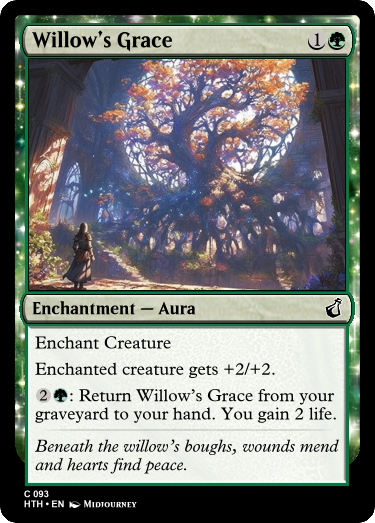 Willow's Grace 1
Enchantment — Aura
Enchant Creature
Enchanted creature gets +2/+2.
2 : Return Willow's Grace from your
graveyard to your hand. You gain 2 life.
Beneath the willow's boughs, wounds mend
and hearts find peace.
C 093
HTH • EN Midjourney